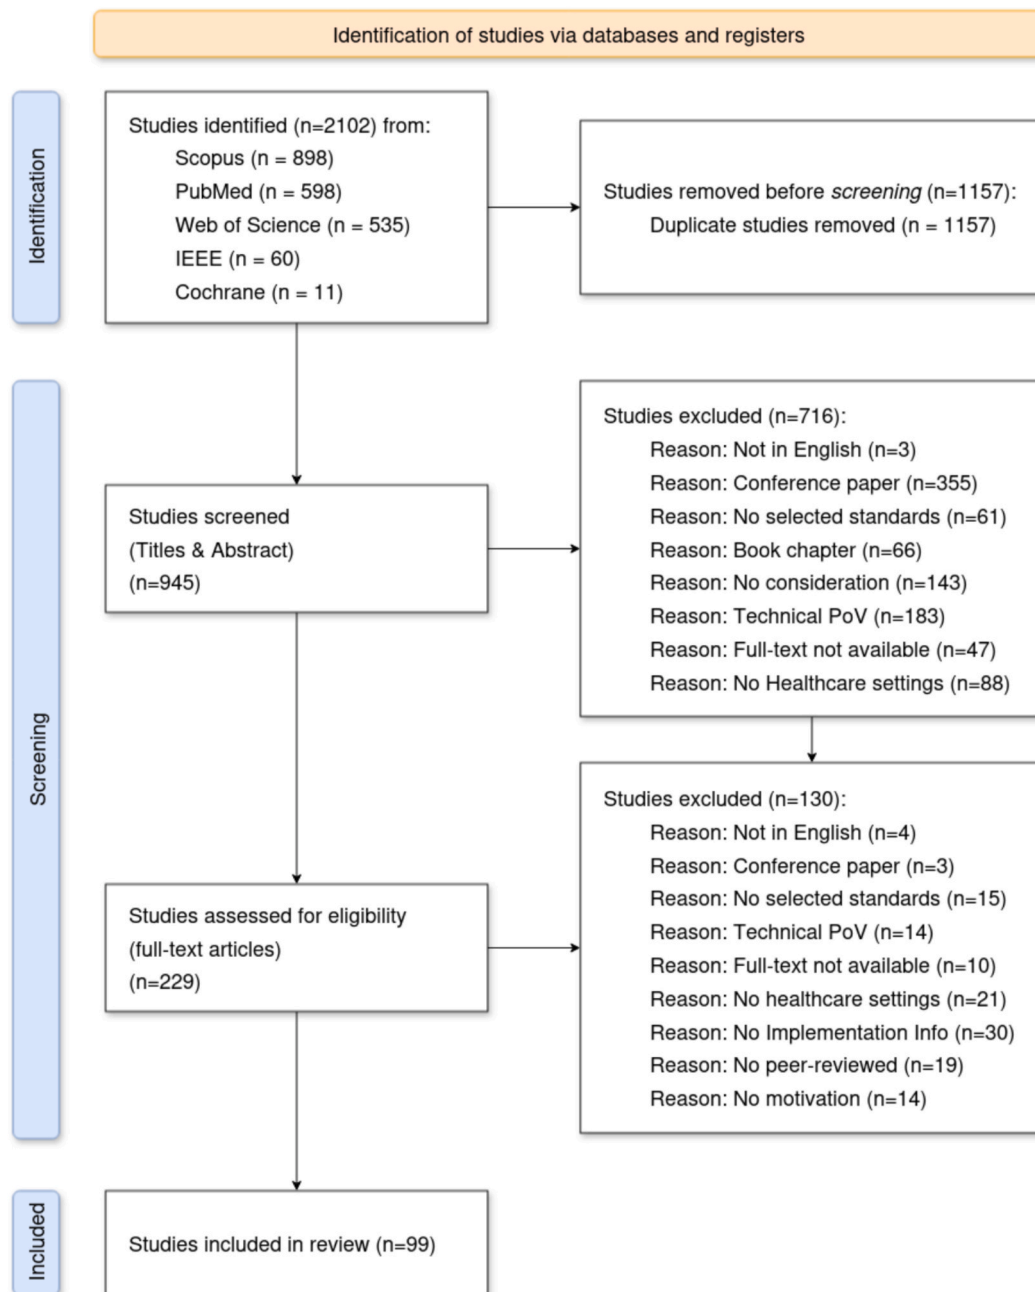 Identification of studies via databases and registers
Identification
Studies identified (n=2102) from:
Scopus (n = 898)
PubMed (n = 598)
Web of Science (n = 535)
IEEE (n = 60)
Cochrane (n = 11)
Studies removed before screening (n=1157):
Duplicate studies removed (n = 1157)
Screening
Studies screened
(Titles & Abstract)
(n=945)
Studies excluded (n=716):
Reason: Not in English (n=3)
Reason: Conference paper (n=355)
Reason: No selected standards (n=61)
Reason: Book chapter (n=66)
Reason: No consideration (n=143)
Reason: Technical PoV (n=183)
Reason: Full-text not available (n=47)
Reason: No Healthcare settings (n=88)
Studies assessed for eligibility
(full-text articles)
(n=229)
Studies excluded (n=130):
Reason: Not in English (n=4)
Reason: Conference paper (n=3)
Reason: No selected standards (n=15)
Reason: Technical PoV (n=14)
Reason: Full-text not available (n=10)
Reason: No healthcare settings (n=21)
Reason: No Implementation Info (n=30)
Reason: No peer-reviewed (n=19)
Reason: No motivation (n=14)
Included
Studies included in review (n=99)